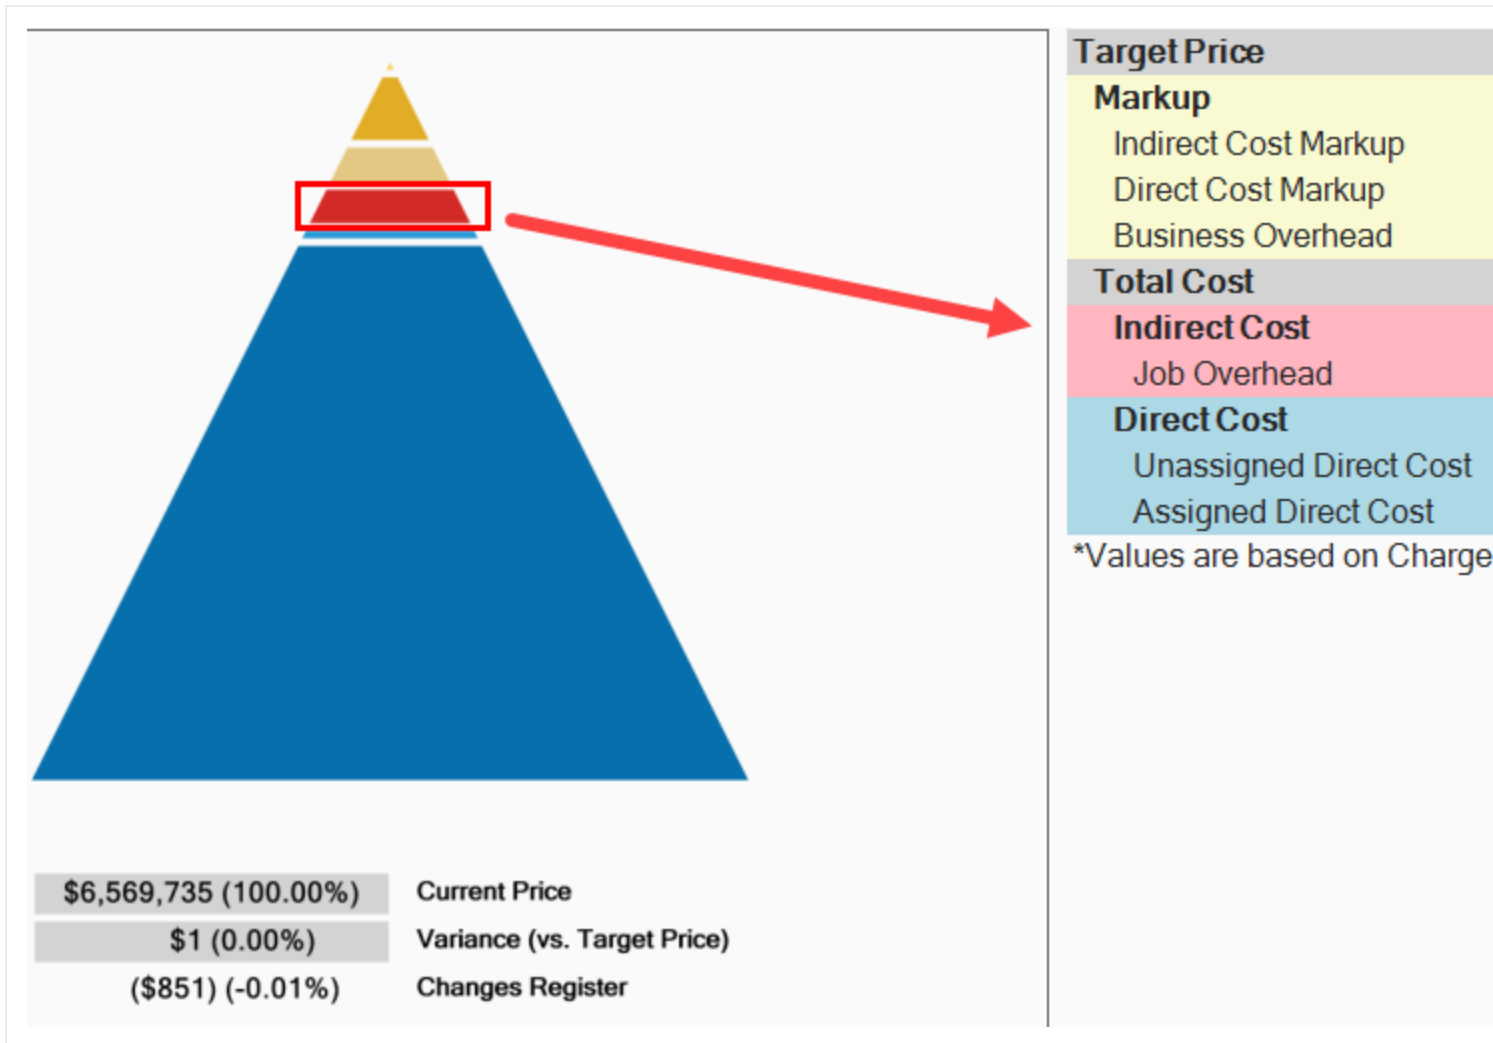 Target Price
Markup
Indirect Cost Markup
Direct Cost Markup
Business Overhead
Total Cost
Indirect Cost
Job Overhead
Direct Cost
Unassigned Direct Cost
Assigned Direct Cost
*Values are based on Charge
$6,569,735 (100.00%) Current Price
$1 (0.00%) Variance (vs. Target Price)
($851) (-0.01%) Changes Register